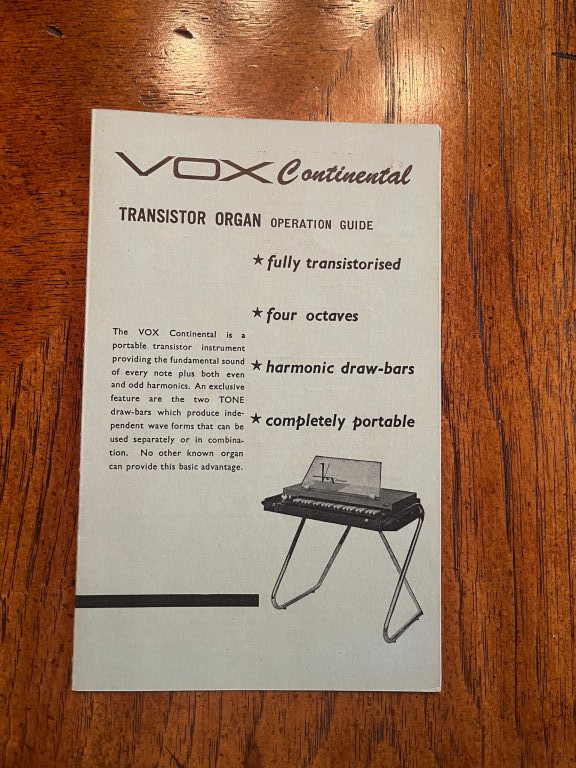 VOX Continental
TRANSISTOR ORGAN OPERATION GUIDE
★ fully transistorised
★ four octaves
★ harmonic draw-bars
★ completely portable
The VOX Continental is a
portable transistor instrument
providing the fundamental sound
of every note plus both even
and odd harmonics. An exclusive
feature are the two TONE
draw-bars which produce inde-
pendent wave forms that can be
used separately or in combina-
tion. No other known organ
can provide this basic advantage.
Vox